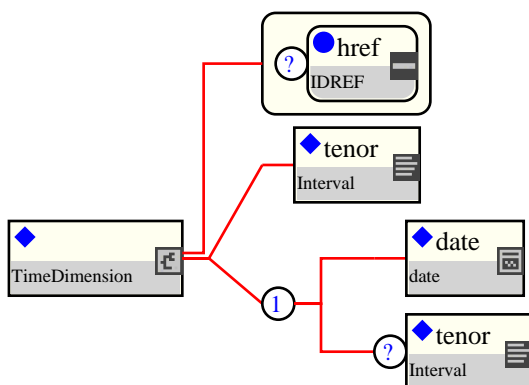 ? href
IDREF
tenor
Interval
TimeDimension
date
date
1
? tenor
Interval